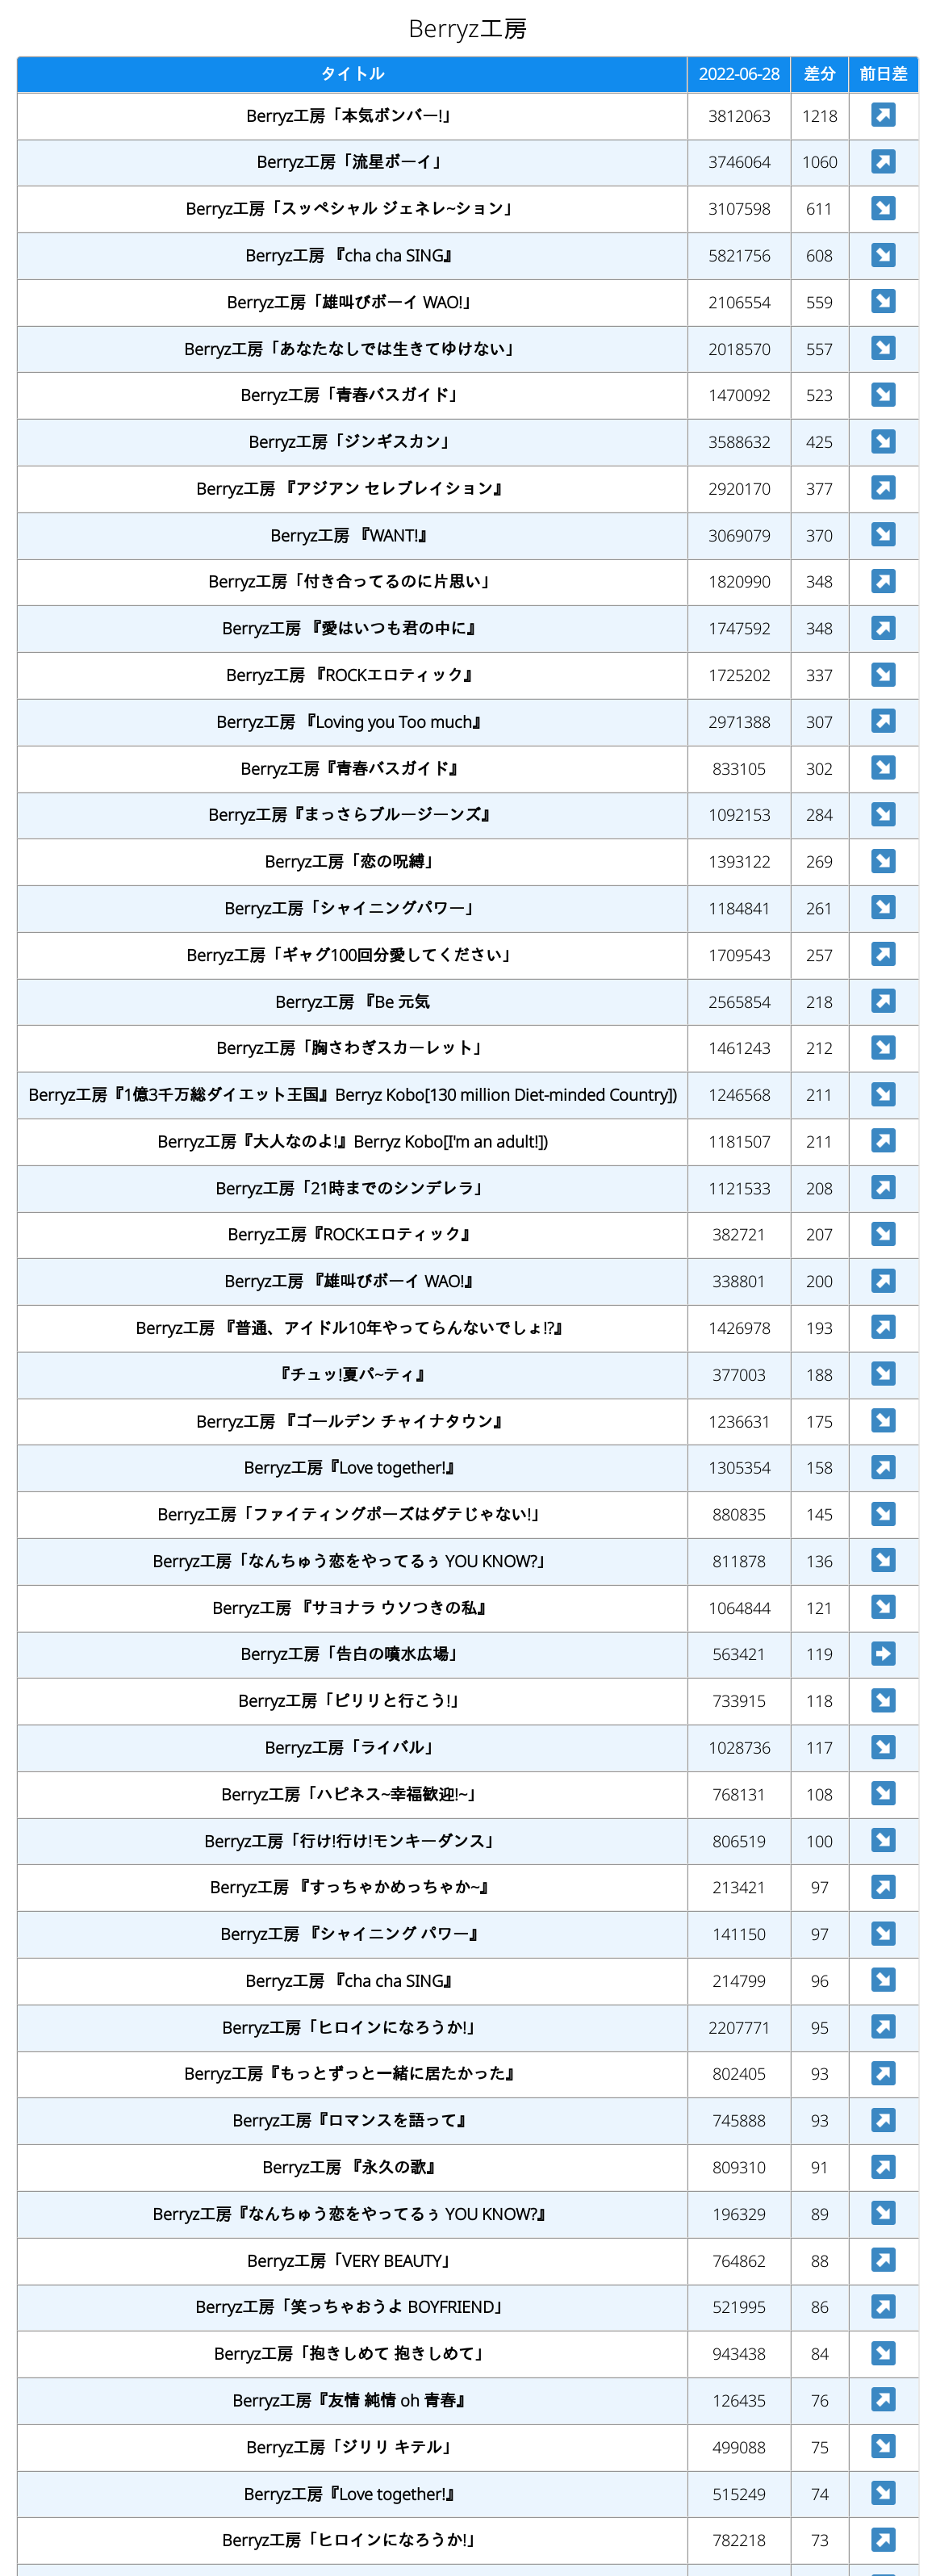 Berryz工房
タイトル 2022-06-28 差分 前日差
Berryz工房「本気ボンバー!」 3812063 1218 ↗
Berryz工房「流星ボーイ」 3746064 1060 ↗
Berryz工房「スッペシャル ジェネレ~ション」 3107598 611 ↘
Berryz工房 『cha cha SING』 5821756 608 ↘
Berryz工房「雄叫びボーイ WAO!」 2106554 559 ↘
Berryz工房「あなたなしでは生きてゆけない」 2018570 557 ↘
Berryz工房「青春バスガイド」 1470092 523 ↘
Berryz工房「ジンギスカン」 3588632 425 ↘
Berryz工房 『アジアン セレブレイション』 2920170 377 ↗
Berryz工房 『WANT!』 3069079 370 ↘
Berryz工房「付き合ってるのに片思い」 1820990 348 ↗
Berryz工房 『愛はいつも君の中に』 1747592 348 ↗
Berryz工房 『ROCKエロティック』 1725202 337 ↘
Berryz工房 『Loving you Too much』 2971388 307 ↗
Berryz工房『青春バスガイド』 833105 302 ↘
Berryz工房『まっさらブルージーンズ』 1092153 284 ↘
Berryz工房「恋の呪縛」 1393122 269 ↘
Berryz工房「シャイニングパワー」 1184841 261 ↘
Berryz工房「ギャグ100回分愛してください」 1709543 257 ↗
Berryz工房 『Be 元気 2565854 218 ↗
Berryz工房「胸さわぎスカーレット」 1461243 212 ↘
Berryz工房『1億3千万総ダイエット王国』Berryz Kobo[130 million Diet-minded Country]) 1246568 211 ↘
Berryz工房『大人なのよ!』Berryz Kobo[I'm an adult!]) 1181507 211 ↗
Berryz工房「21時までのシンデレラ」 1121533 208 ↗
Berryz工房『ROCKエロティック』 382721 207 ↘
Berryz工房 『雄叫びボーイ WAO!』 338801 200 ↗
Berryz工房 『普通、アイドル10年やってらんないでしょ!?』 1426978 193 ↗
『チュッ!夏パ~ティ』 377003 188 ↘
Berryz工房 『ゴールデン チャイナタウン』 1236631 175 ↘
Berryz工房『Love together!』 1305354 158 ↗
Berryz工房「ファイティングポーズはダテじゃない!」 880835 145 ↘
Berryz工房「なんちゅう恋をやってるぅ YOU KNOW?」 811878 136 ↘
Berryz工房 『サヨナラ ウソつきの私』 1064844 121 ↘
Berryz工房「告白の噴水広場」 563421 119 ➡
Berryz工房「ピリリと行こう!」 733915 118 ↘
Berryz工房「ライバル」 1028736 117 ↘
Berryz工房「ハピネス~幸福歓迎!~」 768131 108 ↘
Berryz工房「行け!行け!モンキーダンス」 806519 100 ↘
Berryz工房 『すっちゃかめっちゃか~』 213421 97 ↗
Berryz工房 『シャイニング パワー』 141150 97 ↘
Berryz工房 『cha cha SING』 214799 96 ↘
Berryz工房「ヒロインになろうか!」 2207771 95 ↗
Berryz工房『もっとずっと一緒に居たかった』 802405 93 ↗
Berryz工房『ロマンスを語って』 745888 93 ↗
Berryz工房 『永久の歌』 809310 91 ↗
Berryz工房『なんちゅう恋をやってるぅ YOU KNOW?』 196329 89 ↘
Berryz工房「VERY BEAUTY」 764862 88 ↗
Berryz工房「笑っちゃおうよ BOYFRIEND」 521995 86 ↗
Berryz工房「抱きしめて 抱きしめて」 943438 84 ↘
Berryz工房『友情 純情 oh 青春』 126435 76 ↗
Berryz工房「ジリリ キテル」 499088 75 ↘
Berryz工房『Love together!』 515249 74 ↘
Berryz工房「ヒロインになろうか!」 782218 73 ↗